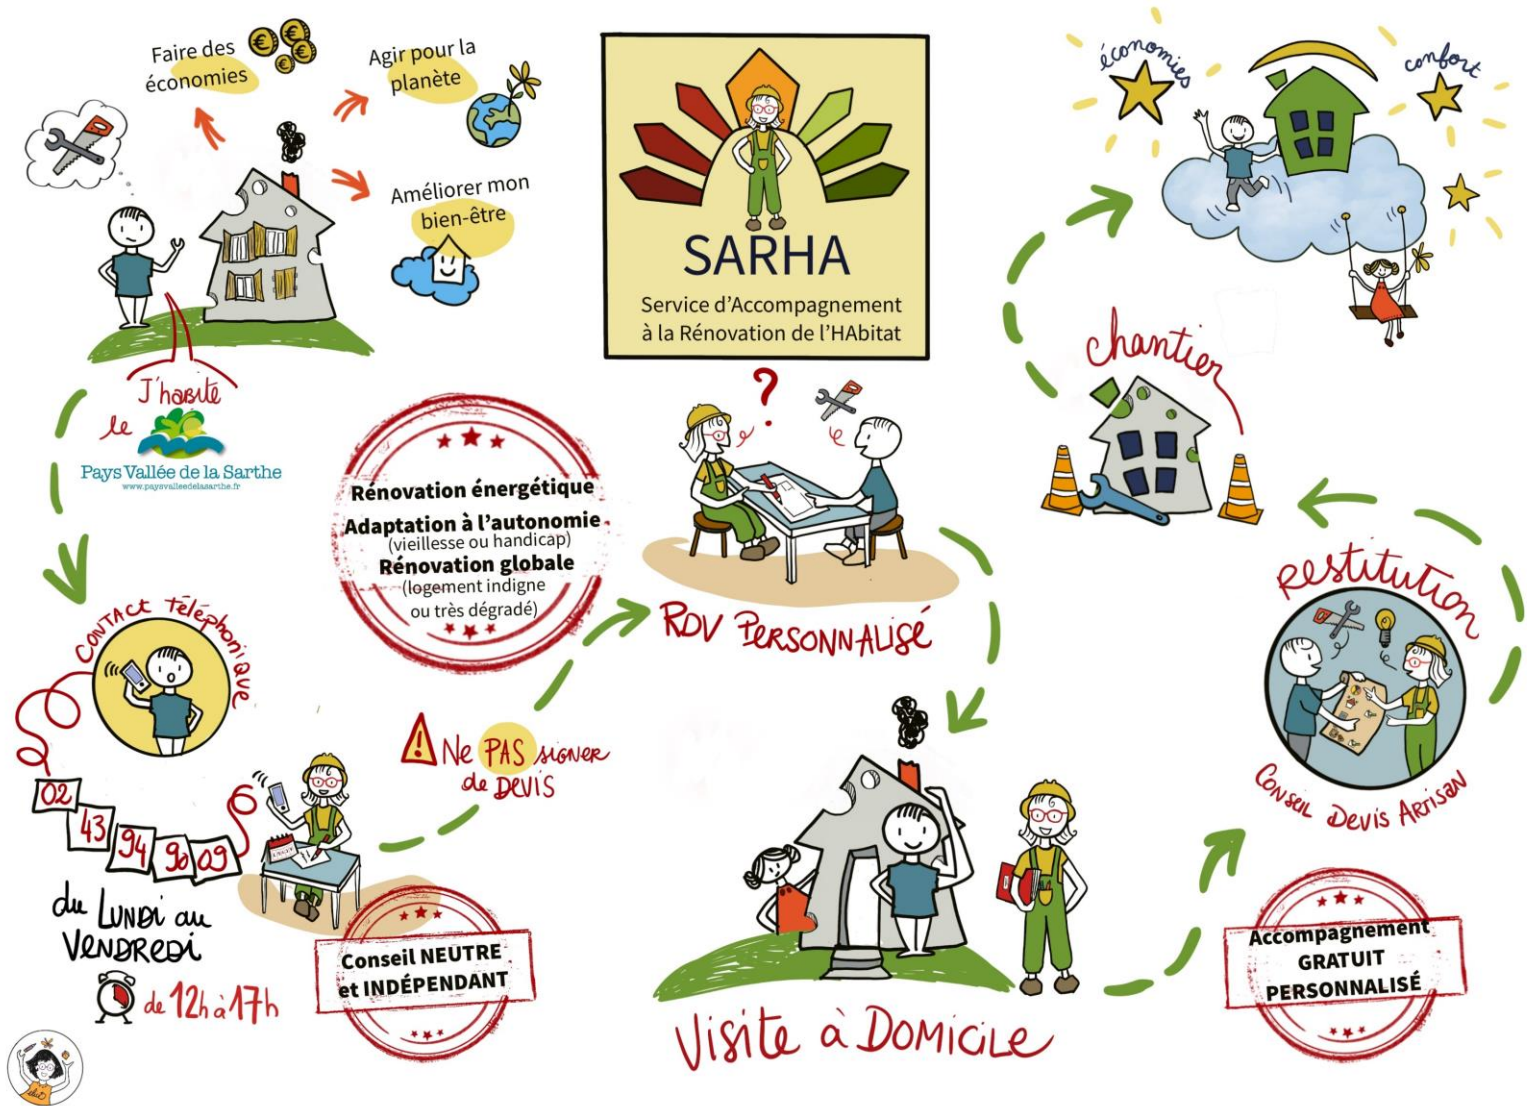 Faire des
économies
Agir pour la
planète
Améliorer mon
bien-être
J'habite
le
Pays Vallée de la Sarthe
www.paysvalleedelasarthe.fr
SARHA
Service d'Accompagnement
à la Rénovation de l'HAbitat
Rénovation énergétique
Adaptation à l'autonomie
(vieillesse ou handicap)
Rénovation globale
(logement indigne
ou très dégradé)
CONTACT Téléphonique
02
43
94
90
09
du LUNDi au
VENDREDi
de 12h à 17h
Conseil NEUTRE
et INDÉPENDANT
Ne PAS SIGNER
de DEVIS
?
RDV PERSONNALISÉ
Visite à DOMICILE
RESTITUTION
CONSEIL DEVIS ARTISAN
Accompagnement
GRATUIT
PERSONNALISÉ
chantier
économies
confort